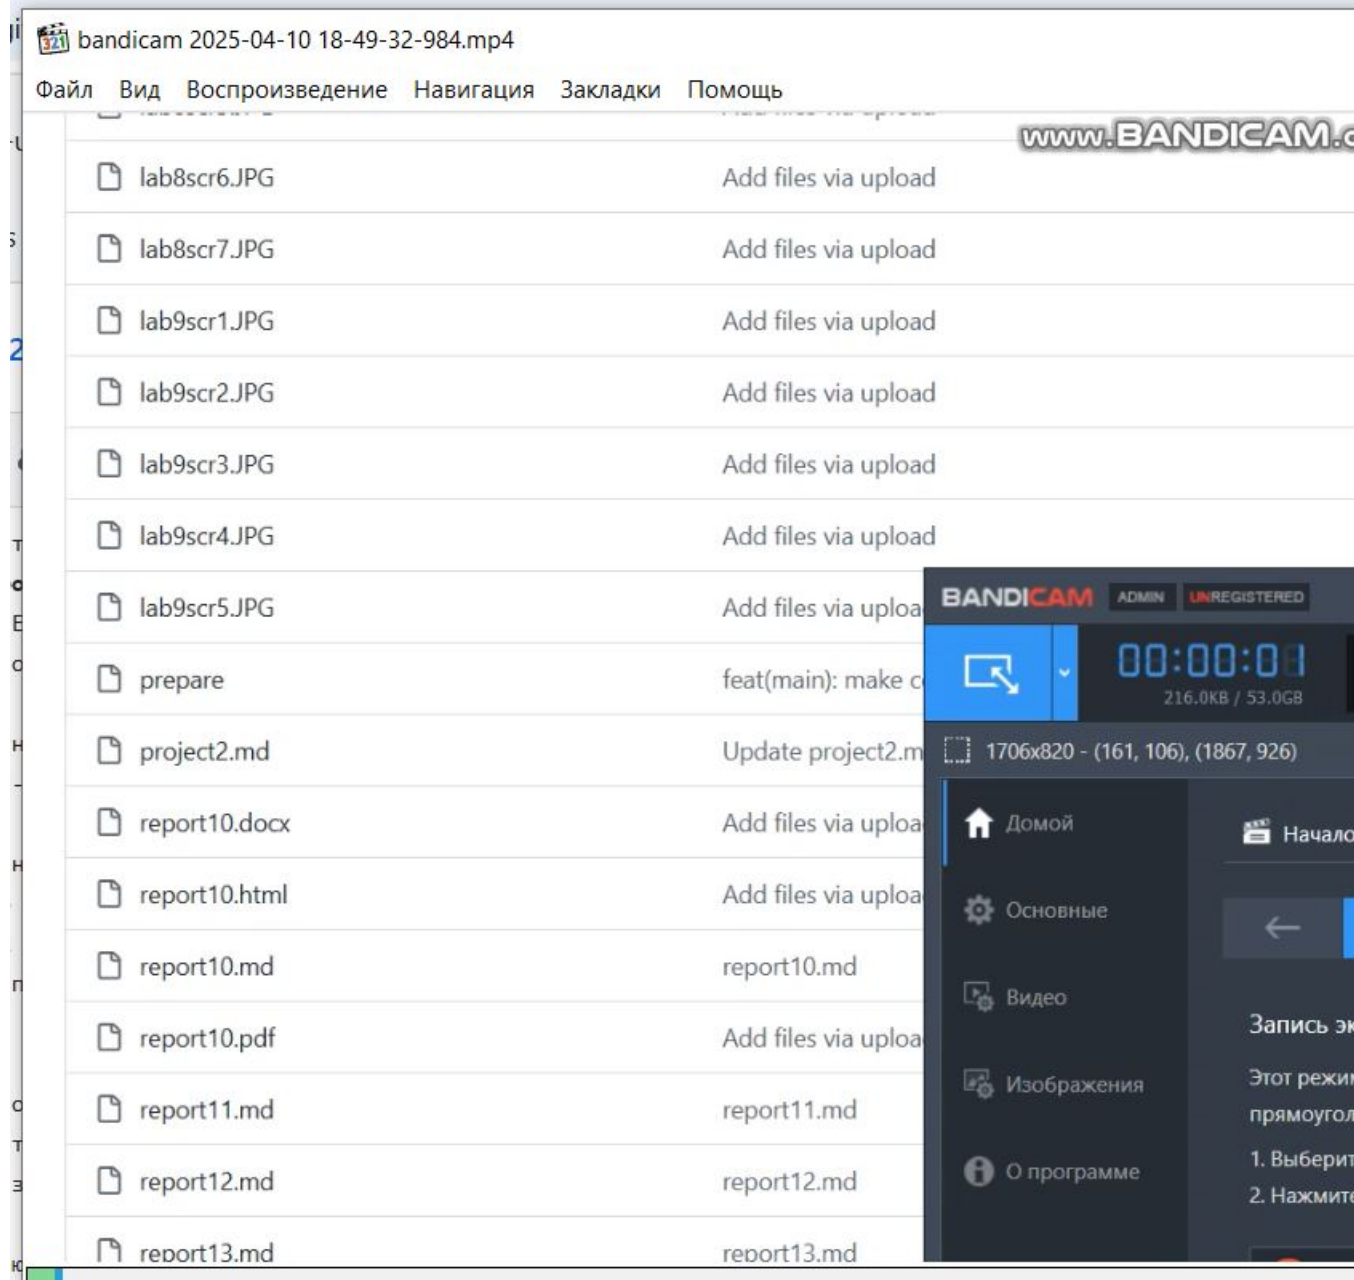 bandicam 2025-04-10 18-49-32-984.mp4
Файл Вид Воспроизведение Навигация Закладки Помощь
www.BANDICAM.c
lab8scr6.JPG Add files via upload
lab8scr7.JPG Add files via upload
lab9scr1.JPG Add files via upload
lab9scr2.JPG Add files via upload
lab9scr3.JPG Add files via upload
lab9scr4.JPG Add files via upload
lab9scr5.JPG Add files via uploa
prepare feat(main): make c
project2.md Update project2.m
report10.docx Add files via uploa
report10.html Add files via uploa
report10.md report10.md
report10.pdf Add files via uploa
report11.md report11.md
report12.md report12.md
report13.md report13.md
BANDICAM ADMIN UNREGISTERED
00:00:01
216.0KB / 53.0GB
1706x820 - (161, 106), (1867, 926)
Домой
Основные
Видео
Изображения
О программе
Начало
Запись эк
Этот режи
прямоугол
1. Выберит
2. Нажмите